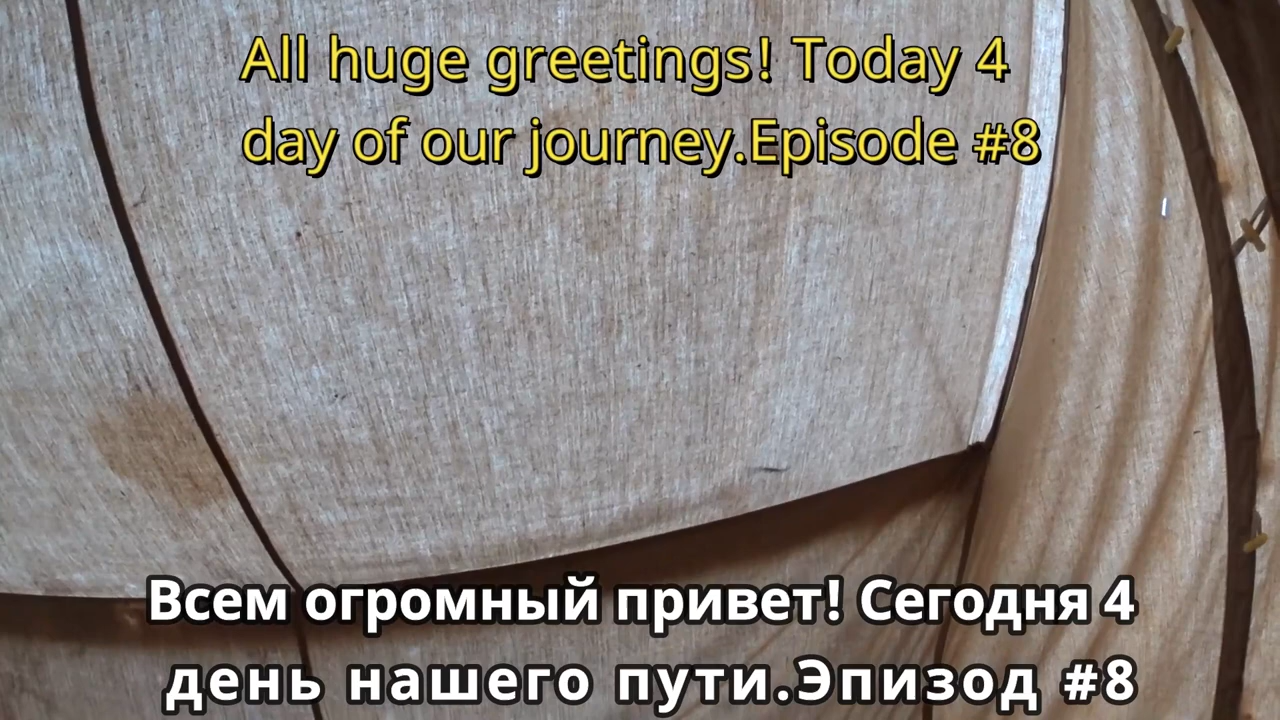 All huge greetings! Today 4
day of our journey.Episode #8
Всем огромный привет! Сегодня 4
день нашего пути.Эпизод #8